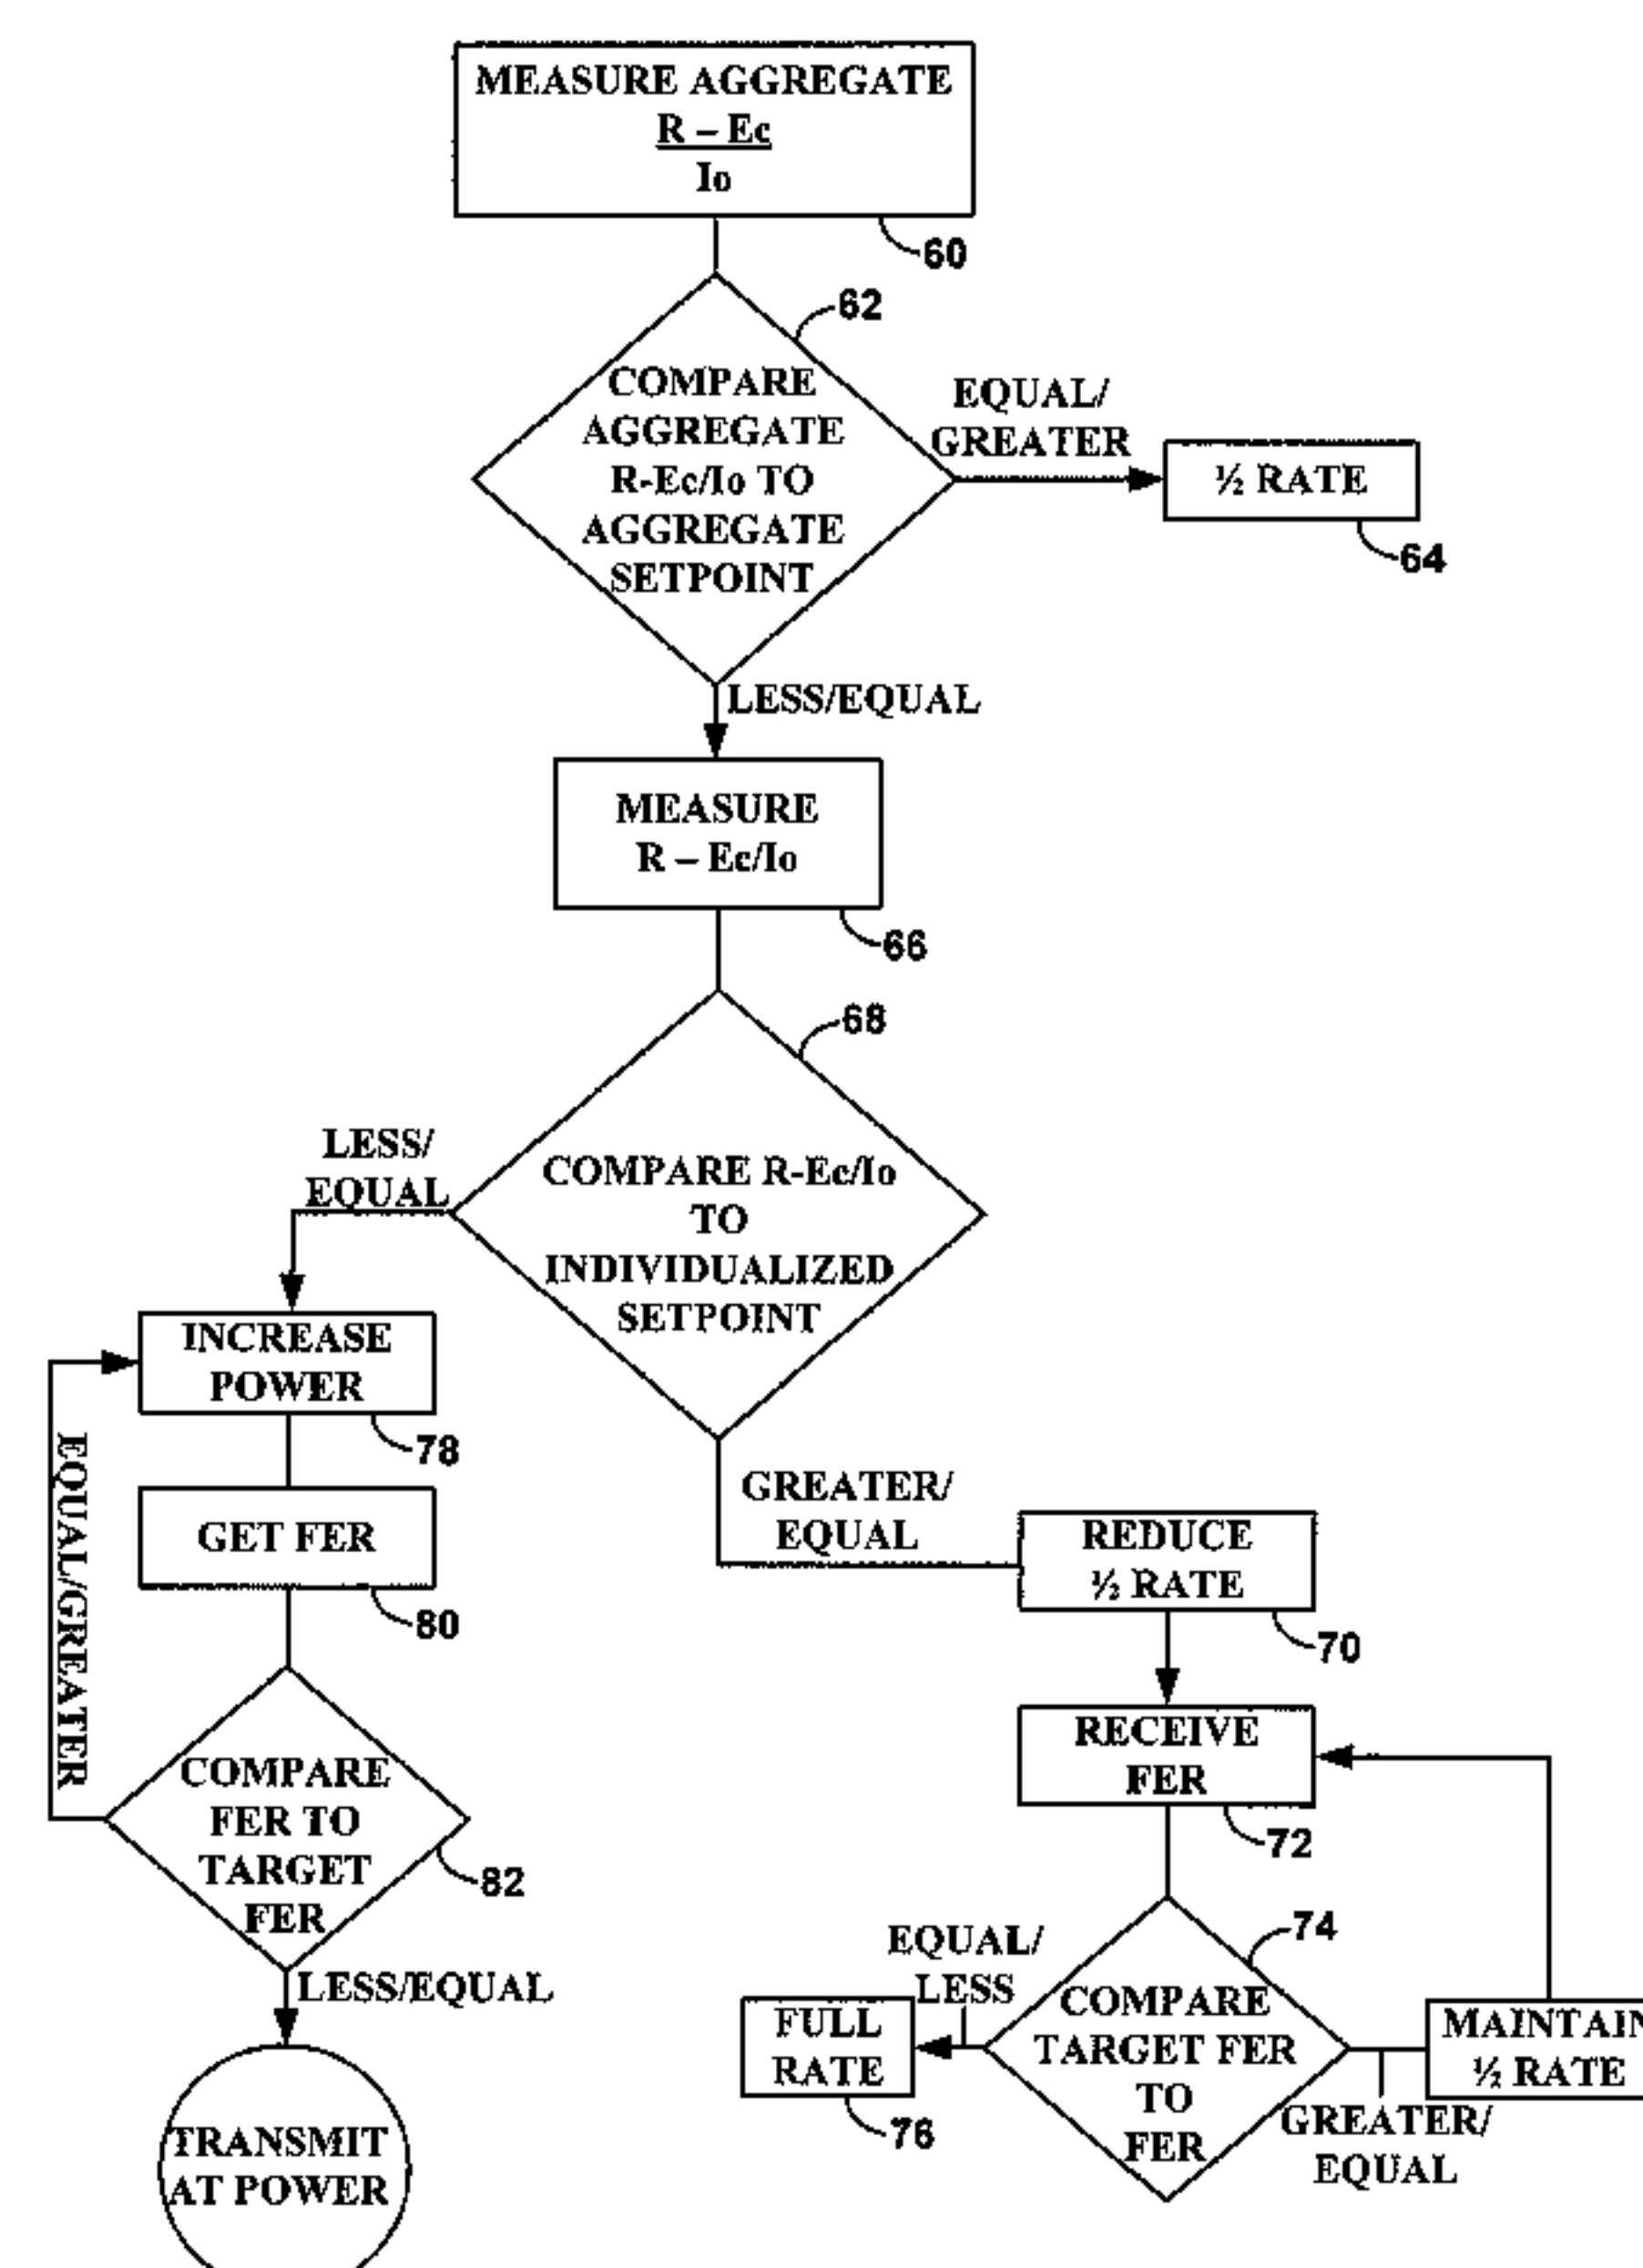 MEASURE AGGREGATE
R – Ec
Io
60
62
COMPARE
AGGREGATE
R-Ec/Io TO
AGGREGATE
SETPOINT
EQUAL/
GREATER
½ RATE
64
LESS/EQUAL
MEASURE
R – Ec/Io
66
68
COMPARE R-Ec/Io
TO
INDIVIDUALIZED
SETPOINT
LESS/
EQUAL
INCREASE
POWER
78
GET FER
80
EQUAL/GREATER
COMPARE
FER TO
TARGET
FER
82
LESS/EQUAL
TRANSMIT
AT POWER
GREATER/
EQUAL
REDUCE
½ RATE
70
RECEIVE
FER
72
74
COMPARE
TARGET FER
TO
FER
EQUAL/
LESS
FULL
RATE
76
GREATER/
EQUAL
MAINTAIN
½ RATE